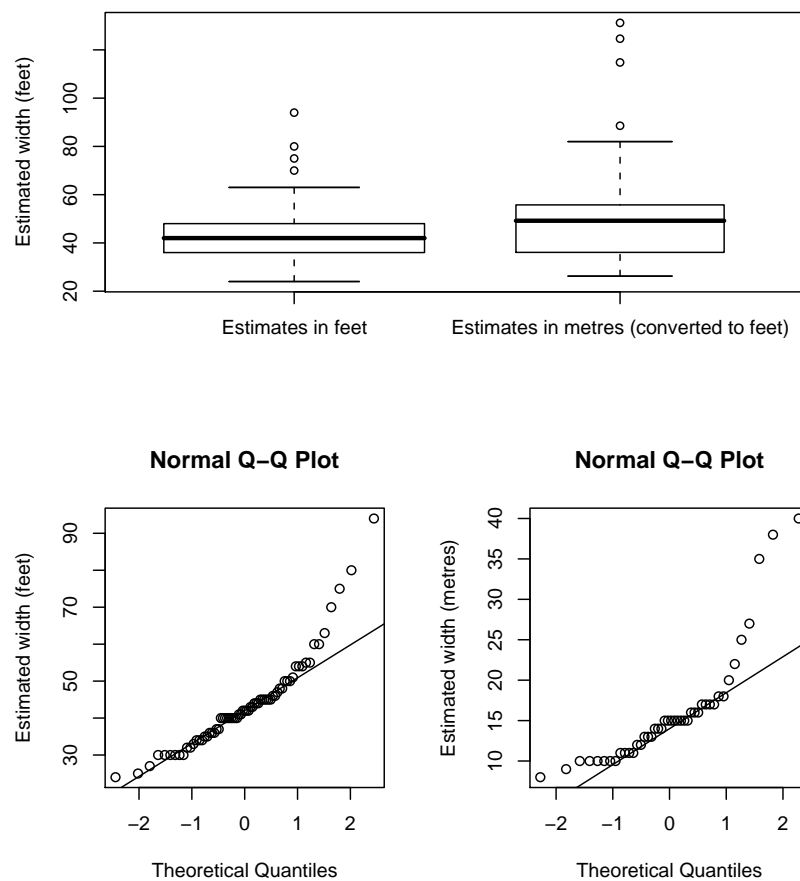 Estimated width (feet)
20
40
60
80
100
Estimates in feet
Estimates in metres (converted to feet)
Normal Q−Q Plot
Estimated width (feet)
30
50
70
90
−2
−1
0
1
2
Theoretical Quantiles
Normal Q−Q Plot
Estimated width (metres)
10
15
20
25
30
35
40
−2
−1
0
1
2
Theoretical Quantiles